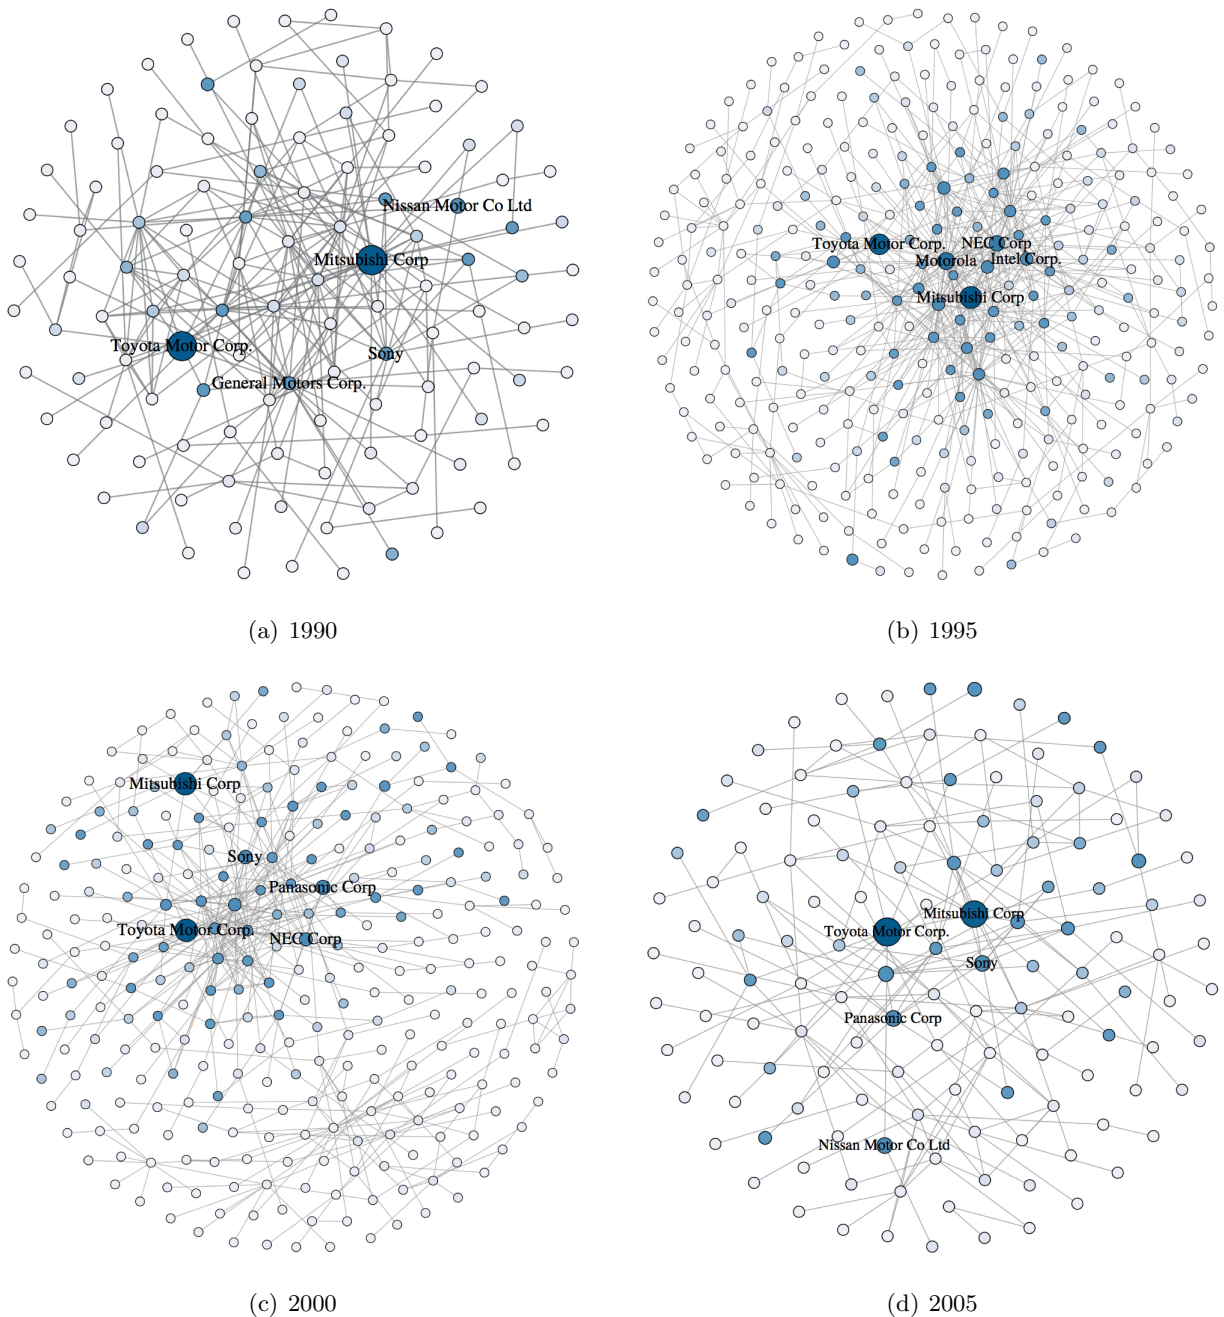 Nissan Motor Co Ltd
Mitsubishi Corp
Toyota Motor Corp.
Sony
General Motors Corp.
(a) 1990
Toyota Motor Corp.
NEC Corp
Motorola
Intel Corp.
Mitsubishi Corp
(b) 1995
Mitsubishi Corp
Sony
Panasonic Corp
Toyota Motor Corp.
NEC Corp
(c) 2000
Mitsubishi Corp
Toyota Motor Corp.
Sony
Panasonic Corp
Nissan Motor Co Ltd
(d) 2005